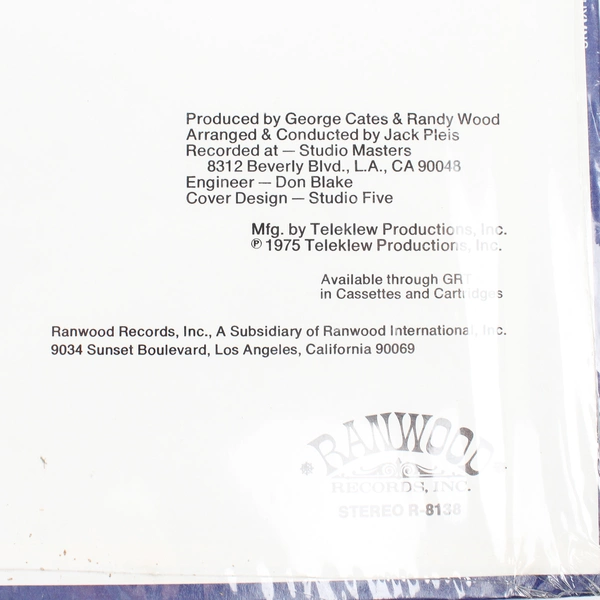 Produced by George Cates & Randy Wood
Arranged & Conducted by Jack Pleis
Recorded at — Studio Masters
8312 Beverly Blvd., L.A., CA 90048
Engineer — Don Blake
Cover Design — Studio Five
Mfg. by Teleklew Productions, Inc.
℗ 1975 Teleklew Productions, Inc.
Available through GRT
in Cassettes and Cartridges
Ranwood Records, Inc., A Subsidiary of Ranwood International, Inc.
9034 Sunset Boulevard, Los Angeles, California 90069
RANWOOD
RECORDS, INC.
STEREO R-8138